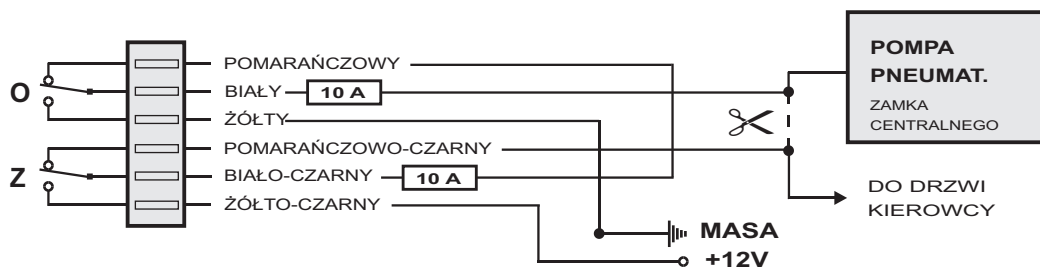 O
Z
POMARAŃCZOWY
BIAŁY
10 A
ŻÓŁTY
POMARAŃCZOWO-CZARNY
BIAŁO-CZARNY
10 A
ŻÓŁTO-CZARNY
MASA
+12V
POMPA
PNEUMAT.
ZAMKA
CENTRALNEGO
DO DRZWI
KIEROWCY